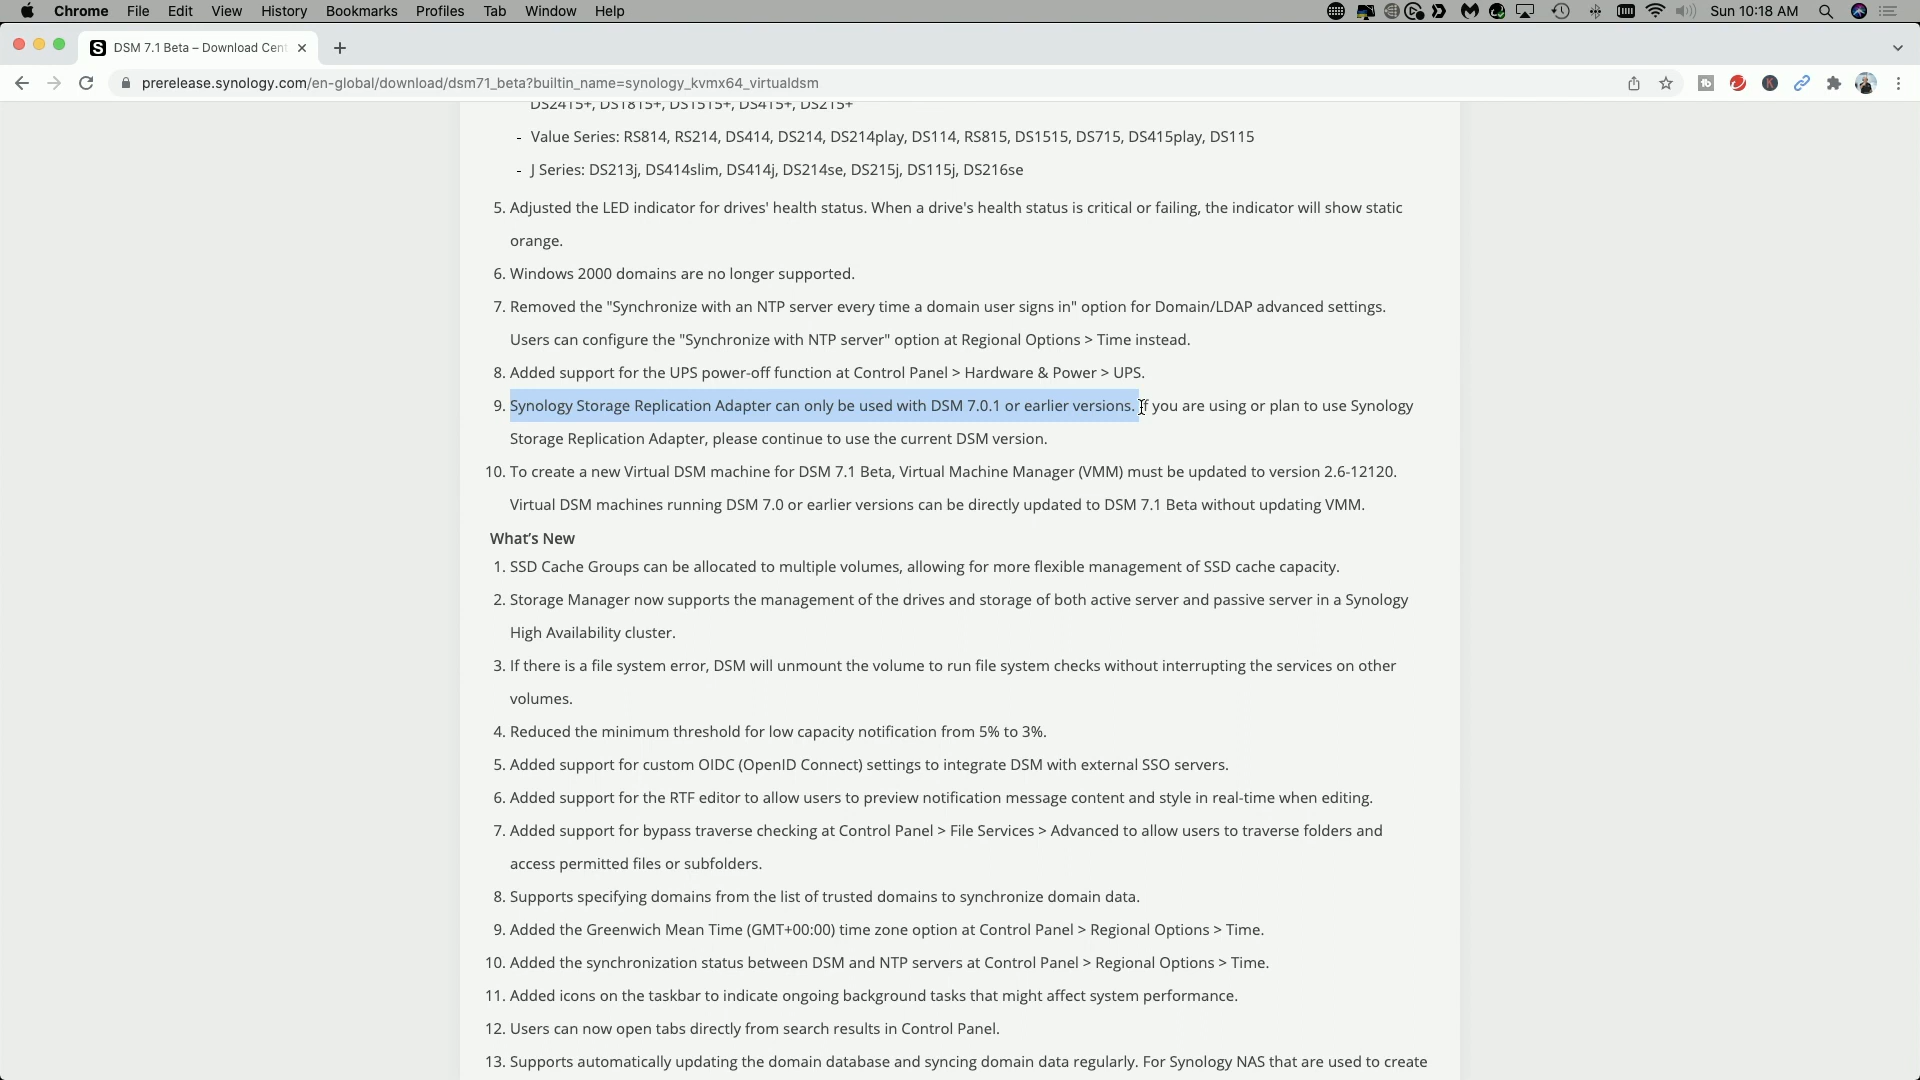 Chrome File Edit View History Bookmarks Profiles Tab Window Help Sun 10:18 AM
DSM 7.1 Beta – Download Cent
prerelease.synology.com/en-global/download/dsm71_beta?builtin_name=synology_kvmx64_virtualdsm
DS2415+, DS1815+, DS1515+, DS415+, DS215+
- Value Series: RS814, RS214, DS414, DS214, DS214play, DS114, RS815, DS1515, DS715, DS415play, DS115
- J Series: DS213j, DS414slim, DS414j, DS214se, DS215j, DS115j, DS216se
5. Adjusted the LED indicator for drives' health status. When a drive's health status is critical or failing, the indicator will show static
orange.
6. Windows 2000 domains are no longer supported.
7. Removed the "Synchronize with an NTP server every time a domain user signs in" option for Domain/LDAP advanced settings.
Users can configure the "Synchronize with NTP server" option at Regional Options > Time instead.
8. Added support for the UPS power-off function at Control Panel > Hardware & Power > UPS.
9. Synology Storage Replication Adapter can only be used with DSM 7.0.1 or earlier versions. If you are using or plan to use Synology
Storage Replication Adapter, please continue to use the current DSM version.
10. To create a new Virtual DSM machine for DSM 7.1 Beta, Virtual Machine Manager (VMM) must be updated to version 2.6-12120.
Virtual DSM machines running DSM 7.0 or earlier versions can be directly updated to DSM 7.1 Beta without updating VMM.
What's New
1. SSD Cache Groups can be allocated to multiple volumes, allowing for more flexible management of SSD cache capacity.
2. Storage Manager now supports the management of the drives and storage of both active server and passive server in a Synology
High Availability cluster.
3. If there is a file system error, DSM will unmount the volume to run file system checks without interrupting the services on other
volumes.
4. Reduced the minimum threshold for low capacity notification from 5% to 3%.
5. Added support for custom OIDC (OpenID Connect) settings to integrate DSM with external SSO servers.
6. Added support for the RTF editor to allow users to preview notification message content and style in real-time when editing.
7. Added support for bypass traverse checking at Control Panel > File Services > Advanced to allow users to traverse folders and
access permitted files or subfolders.
8. Supports specifying domains from the list of trusted domains to synchronize domain data.
9. Added the Greenwich Mean Time (GMT+00:00) time zone option at Control Panel > Regional Options > Time.
10. Added the synchronization status between DSM and NTP servers at Control Panel > Regional Options > Time.
11. Added icons on the taskbar to indicate ongoing background tasks that might affect system performance.
12. Users can now open tabs directly from search results in Control Panel.
13. Supports automatically updating the domain database and syncing domain data regularly. For Synology NAS that are used to create